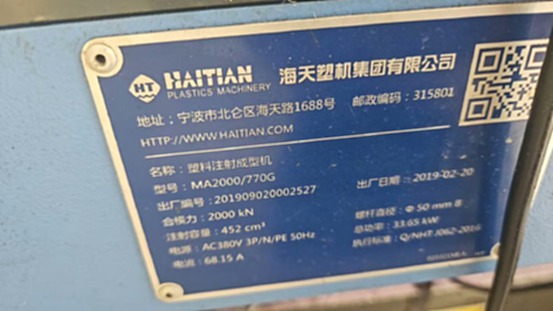 HT HAITIAN 海天塑机集团有限公司
PLASTICS MACHINERY
地址：宁波市北仑区海天路1688号 邮政编码：315801
HTTP://WWW.HAITIAN.COM
名称：塑料注射成型机
型号：MA2000/770G 出厂日期：2019-02-20
出厂编号：201909020002527
合模力：2000 kN 螺杆直径：Φ 50 mm B
注射容量：452 cm³ 总功率：33.65 kW
电源：AC380V 3P/N/PE 50Hz 执行标准：Q/NHT J062-2016
电流：68.15 A